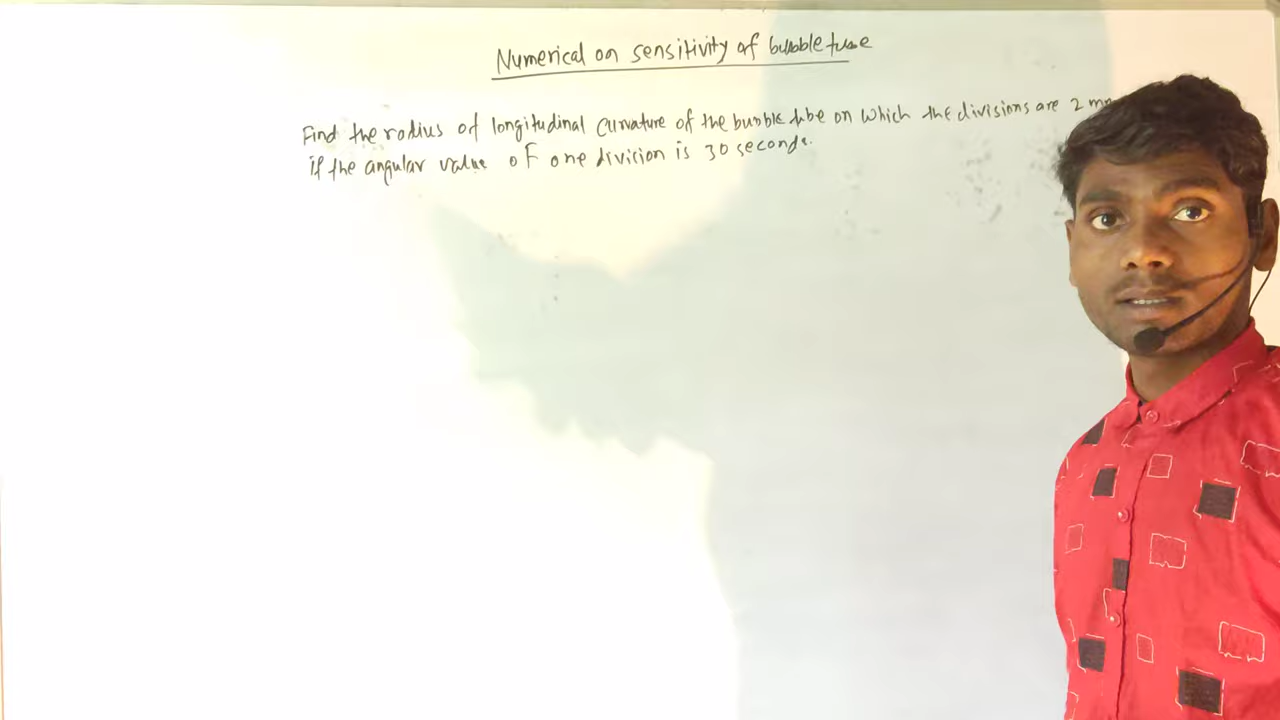 Numerical on sensitivity of bubble tube
Find the radius of longitudinal curvature of the bubble tube on which the divisions are 2 mm
if the angular value of one division is 30 seconds.